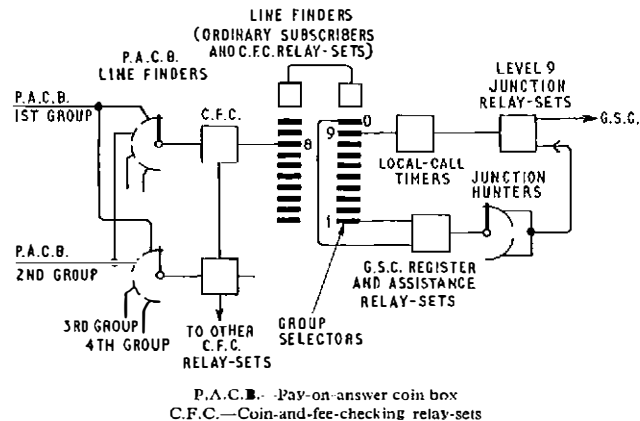 LINE FINDERS
(ORDINARY SUBSCRIBERS
AND C.F.C. RELAY-SETS)
P.A.C.B.
LINE FINDERS
LEVEL 9
JUNCTION
RELAY-SETS
P.A.C.B.
1ST GROUP
C.F.C.
0
9
8
G.S.C.
LOCAL-CALL
TIMERS
JUNCTION
HUNTERS
1
P.A.C.B.
2ND GROUP
G.S.C. REGISTER
AND ASSISTANCE
RELAY-SETS
3RD GROUP
4TH GROUP
TO OTHER
C.F.C.
RELAY-SETS
GROUP
SELECTORS
P.A.C.B.—Pay-on-answer coin box
C.F.C.—Coin-and-fee-checking relay-sets